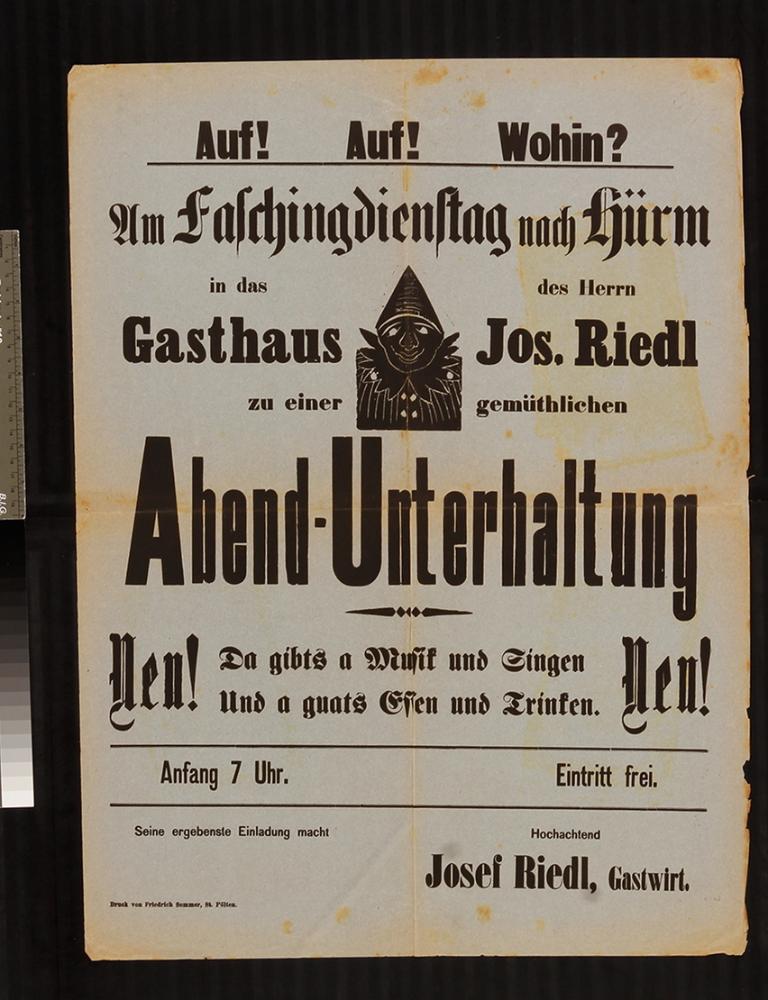 Auf! Auf! Wohin?
Am Faschingdienstag nach Hürm
in das des Herrn
Gasthaus Jos. Riedl
zu einer gemüthlichen
Abend-Unterhaltung
Neu! Da gibts a Musik und Singen Neu!
Und a guats Essen und Trinken.
Anfang 7 Uhr. Eintritt frei.
Seine ergebenste Einladung macht Hochachtend
Josef Riedl, Gastwirt.
Druck von Friedrich Sommer, St. Pölten.